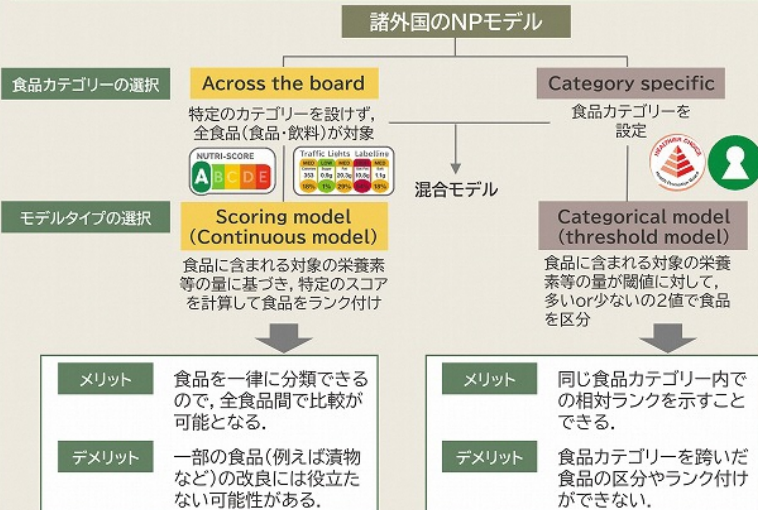 諸外国のNPモデル
食品カテゴリーの選択
Across the board
Category specific
特定のカテゴリーを設けず,
全食品(食品・飲料)が対象
食品カテゴリーを
設定
NUTRI-SCORE
A B C D E
Traffic Lights Labelling
MED LOW MED MED
18% 1% 29% 18%
HEALTHIER CHOICE
Health Promotion Board
混合モデル
モデルタイプの選択
Scoring model
(Continuous model)
Categorical model
(threshold model)
食品に含まれる対象の栄養素
等の量に基づき, 特定のスコア
を計算して食品をランク付け
食品に含まれる対象の栄養
素等の量が閾値に対して,
多いor少ないの2値で食品
を区分
メリット
食品を一律に分類できる
ので, 全食品間で比較が
可能となる.
デメリット
一部の食品(例えば漬物
など)の改良には役立た
ない可能性がある.
メリット
同じ食品カテゴリー内で
の相対ランクを示すこと
できる.
デメリット
食品カテゴリーを跨いだ
食品の区分やランク付け
ができない.